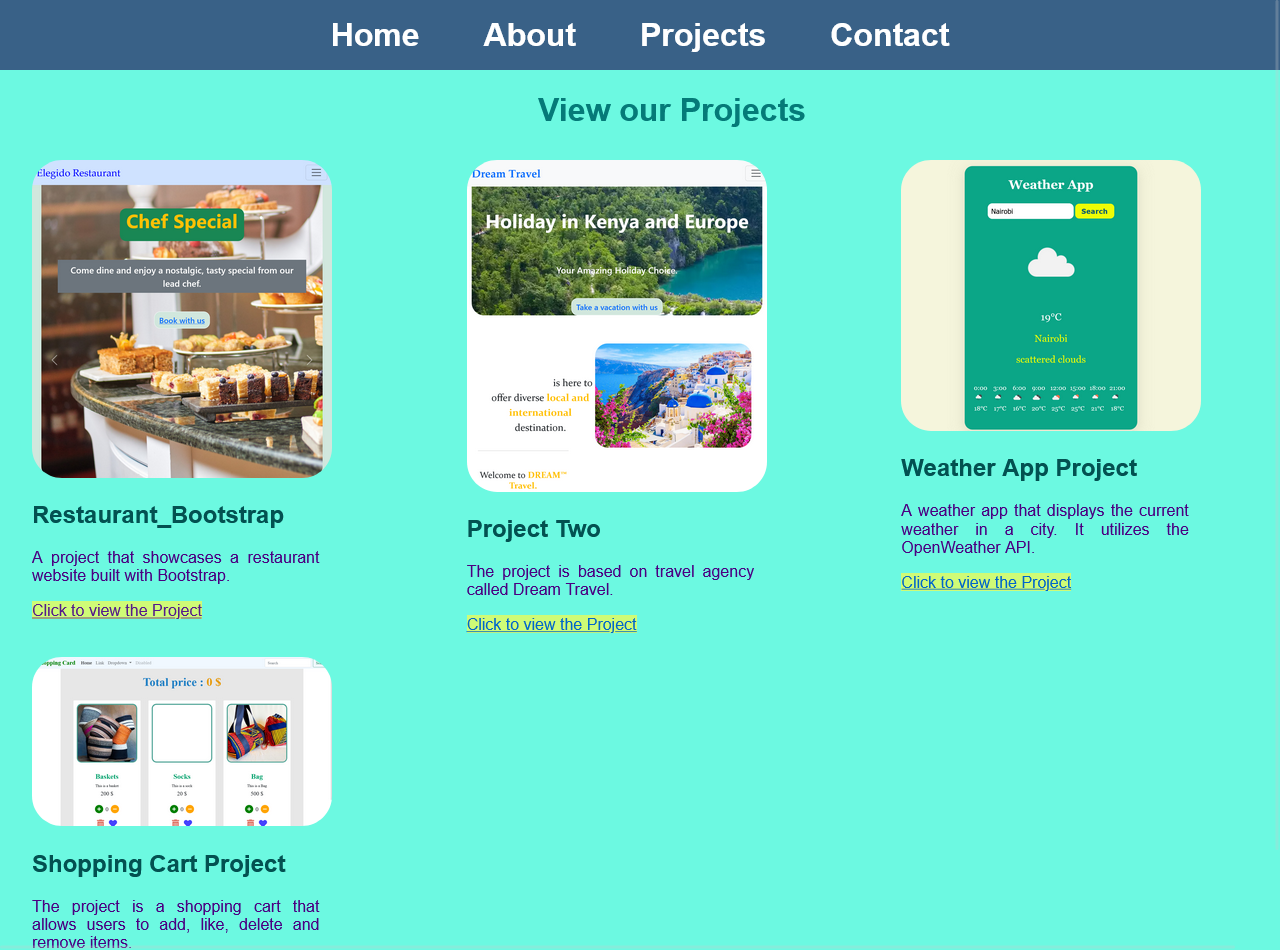 Home About Projects Contact
View our Projects
Elegido Restaurant
Chef Special
Come dine and enjoy a nostalgic, tasty special from our
lead chef.
Book with us
Restaurant_Bootstrap
A project that showcases a restaurant
website built with Bootstrap.
Click to view the Project
Dream Travel
Holiday in Kenya and Europe
Your Amazing Holiday Choice.
Take a vacation with us
is here to
offer diverse local and
international
destination.
Welcome to DREAM™
Travel.
Project Two
The project is based on travel agency
called Dream Travel.
Click to view the Project
Weather App
Nairobi Search
19°C
Nairobi
scattered clouds
0:00 3:00 6:00 9:00 12:00 15:00 18:00 21:00
18°C 17°C 16°C 20°C 25°C 25°C 21°C 18°C
Weather App Project
A weather app that displays the current
weather in a city. It utilizes the
OpenWeather API.
Click to view the Project
opping Card Home Link Dropdown Disabled Search
Total price : 0 $
Baskets Socks Bag
This is a basket This is a sock This is a Bag
200 $ 20 $ 500 $
0 0 0
Shopping Cart Project
The project is a shopping cart that
allows users to add, like, delete and
remove items.